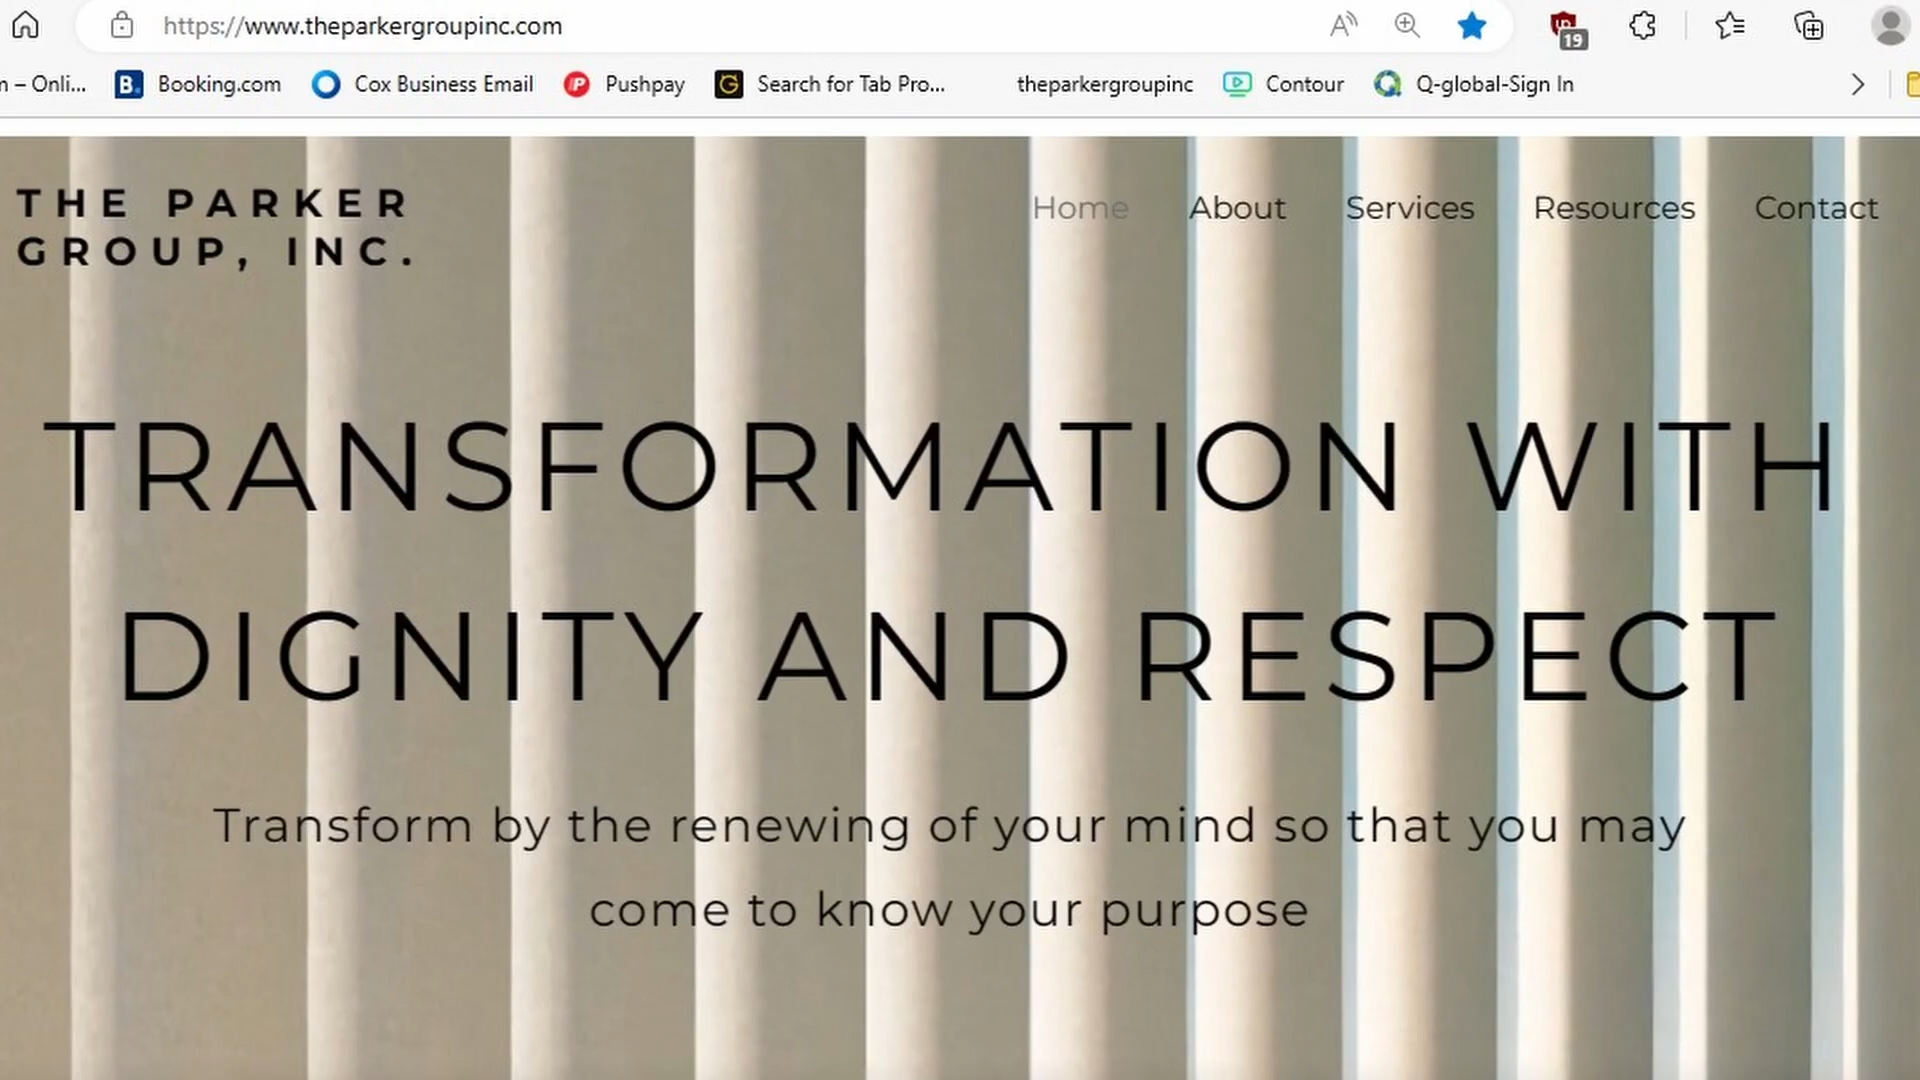 https://www.theparkergroupinc.com
19
– Onli... Booking.com Cox Business Email Pushpay Search for Tab Pro... theparkergroupinc Contour Q-global-Sign In
THE PARKER
GROUP, INC.
Home About Services Resources Contact
TRANSFORMATION WITH
DIGNITY AND RESPECT
Transform by the renewing of your mind so that you may
come to know your purpose